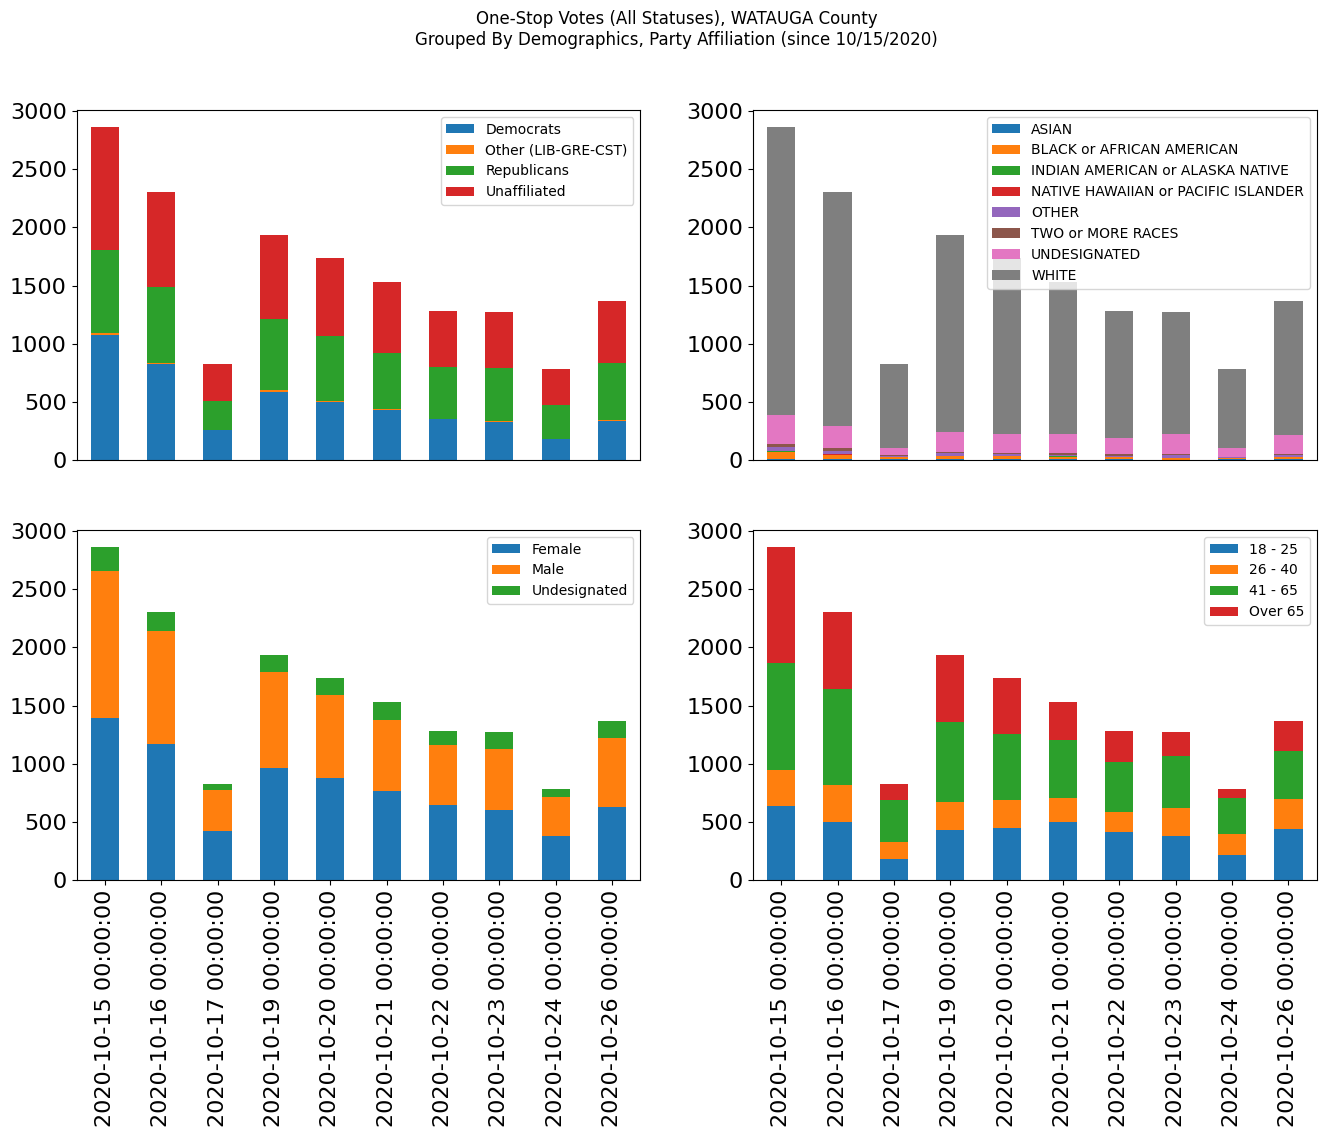 One-Stop Votes (All Statuses), WATAUGA County
Grouped By Demographics, Party Affiliation (since 10/15/2020)
3000
2500
2000
1500
1000
500
0
Democrats
Other (LIB-GRE-CST)
Republicans
Unaffiliated
3000
2500
2000
1500
1000
500
0
ASIAN
BLACK or AFRICAN AMERICAN
INDIAN AMERICAN or ALASKA NATIVE
NATIVE HAWAIIAN or PACIFIC ISLANDER
OTHER
TWO or MORE RACES
UNDESIGNATED
WHITE
3000
2500
2000
1500
1000
500
0
Female
Male
Undesignated
2020-10-15 00:00:00
2020-10-16 00:00:00
2020-10-17 00:00:00
2020-10-19 00:00:00
2020-10-20 00:00:00
2020-10-21 00:00:00
2020-10-22 00:00:00
2020-10-23 00:00:00
2020-10-24 00:00:00
2020-10-26 00:00:00
3000
2500
2000
1500
1000
500
0
18 - 25
26 - 40
41 - 65
Over 65
2020-10-15 00:00:00
2020-10-16 00:00:00
2020-10-17 00:00:00
2020-10-19 00:00:00
2020-10-20 00:00:00
2020-10-21 00:00:00
2020-10-22 00:00:00
2020-10-23 00:00:00
2020-10-24 00:00:00
2020-10-26 00:00:00